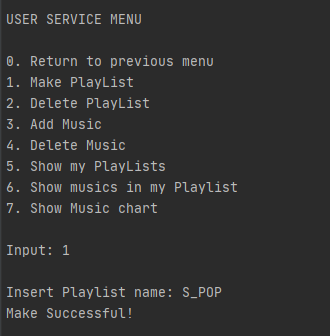 USER SERVICE MENU
0. Return to previous menu
1. Make PlayList
2. Delete PlayList
3. Add Music
4. Delete Music
5. Show my PlayLists
6. Show musics in my Playlist
7. Show Music chart
Input: 1
Insert Playlist name: S_POP
Make Successful!